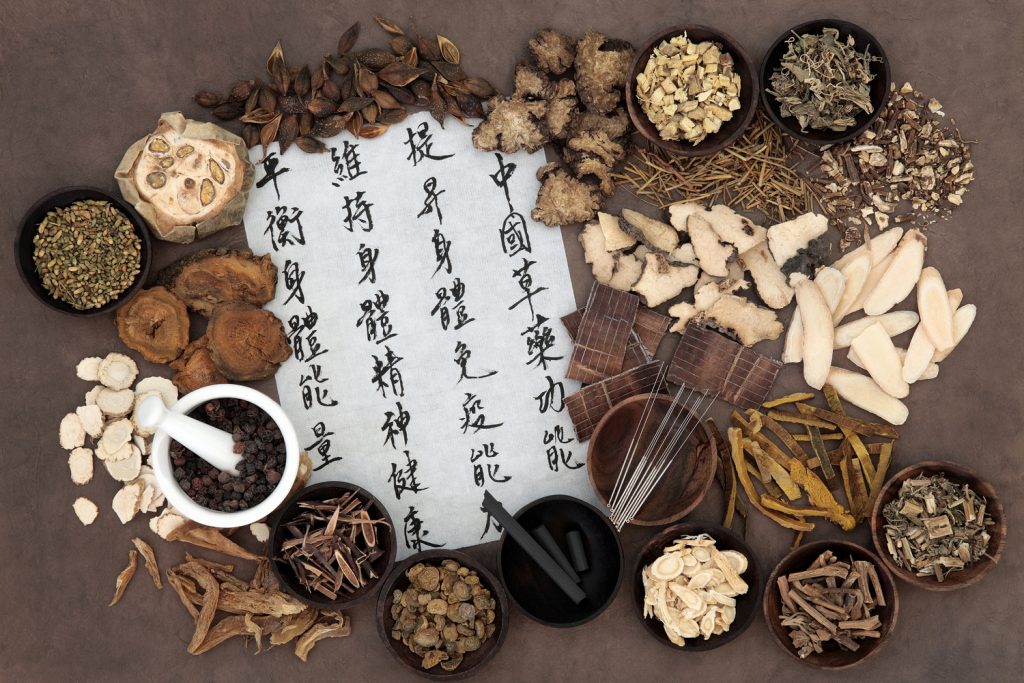 中國草藥功能
提昇身體免疫能力
維持身體精神健康
平衡身體能量